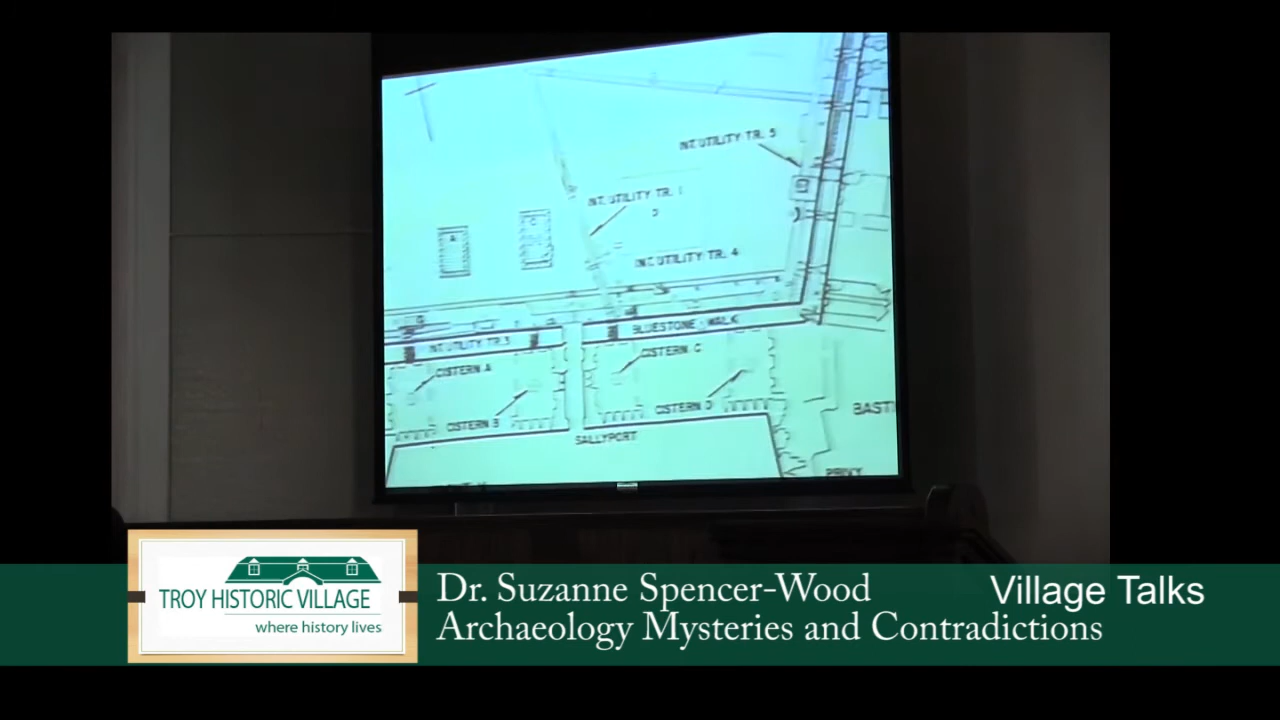 INT. UTILITY TR. 5
INT. UTILITY TR. 1
INT. UTILITY TR. 4
BLUESTONE WALK
INT. UTILITY TR. 3
CISTERN A
CISTERN C
CISTERN B
CISTERN D
SALLYPORT
BASTI
PRIVY
TROY HISTORIC VILLAGE
where history lives
Dr. Suzanne Spencer-Wood
Archaeology Mysteries and Contradictions
Village Talks